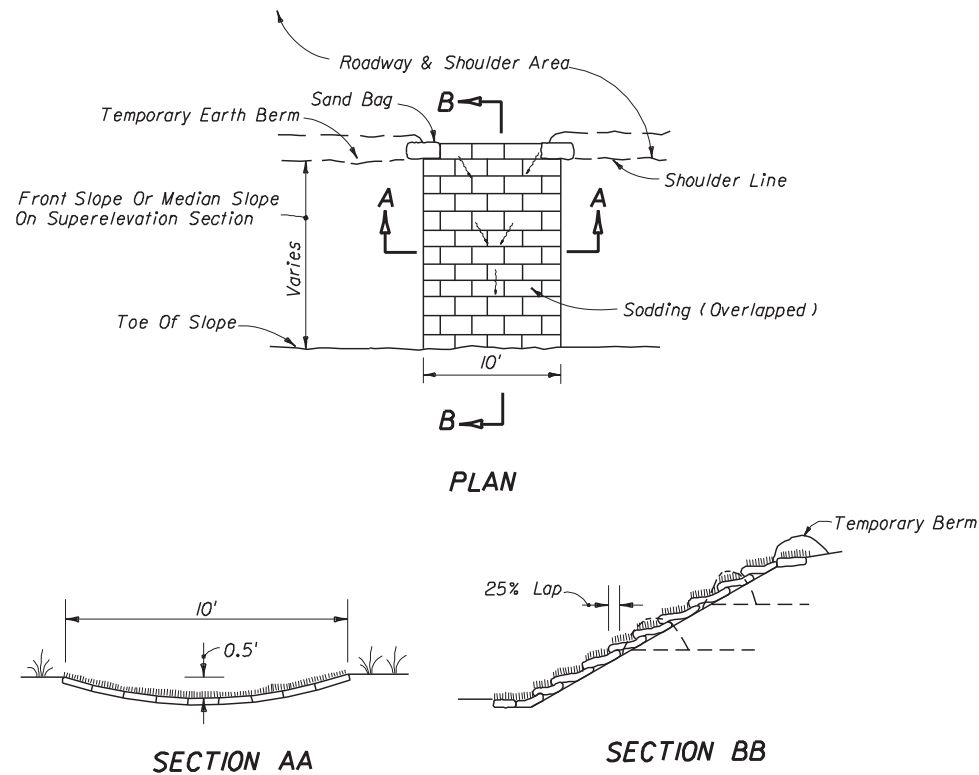 Roadway & Shoulder Area
Sand Bag
B
Temporary Earth Berm
Shoulder Line
Front Slope Or Median Slope
On Superelevation Section
A
A
Varies
Sodding (Overlapped)
Toe Of Slope
10'
B
PLAN
Temporary Berm
25% Lap
10'
0.5'
SECTION AA
SECTION BB